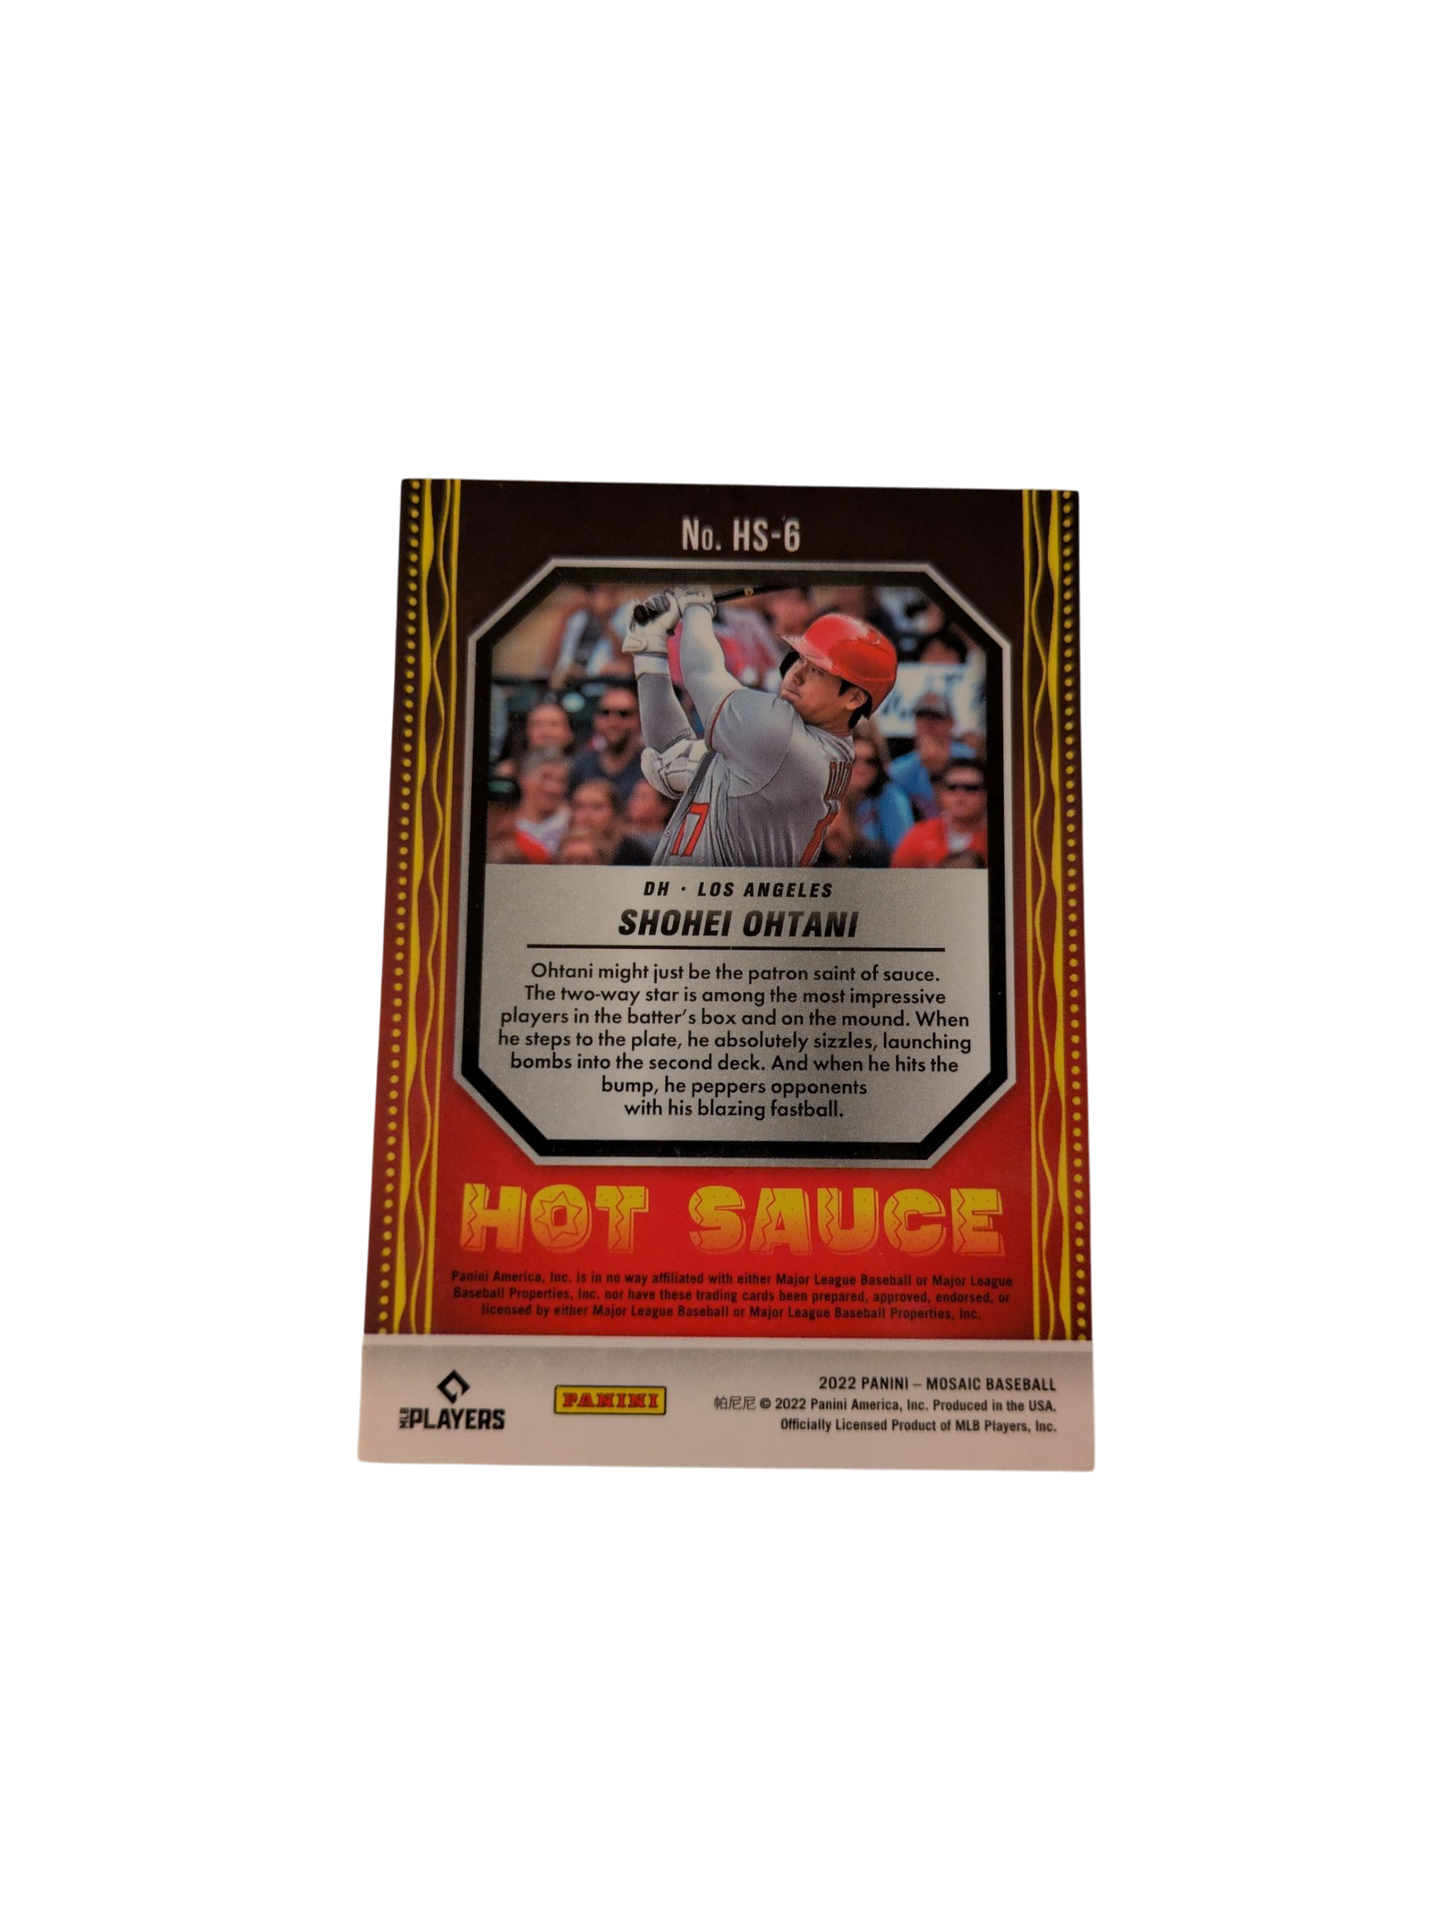 No. HS-6
17
DH · LOS ANGELES
SHOHEI OHTANI
Ohtani might just be the patron saint of sauce.
The two-way star is among the most impressive
players in the batter's box and on the mound. When
he steps to the plate, he absolutely sizzles, launching
bombs into the second deck. And when he hits the
bump, he peppers opponents
with his blazing fastball.
HOT SAUCE
Panini America, Inc. is in no way affiliated with either Major League Baseball or Major League
Baseball Properties, Inc. nor have these trading cards been prepared, approved, endorsed, or
licensed by either Major League Baseball or Major League Baseball Properties, Inc.
MLB PLAYERS
PANINI
2022 PANINI – MOSAIC BASEBALL
帕尼尼 © 2022 Panini America, Inc. Produced in the USA.
Officially Licensed Product of MLB Players, Inc.